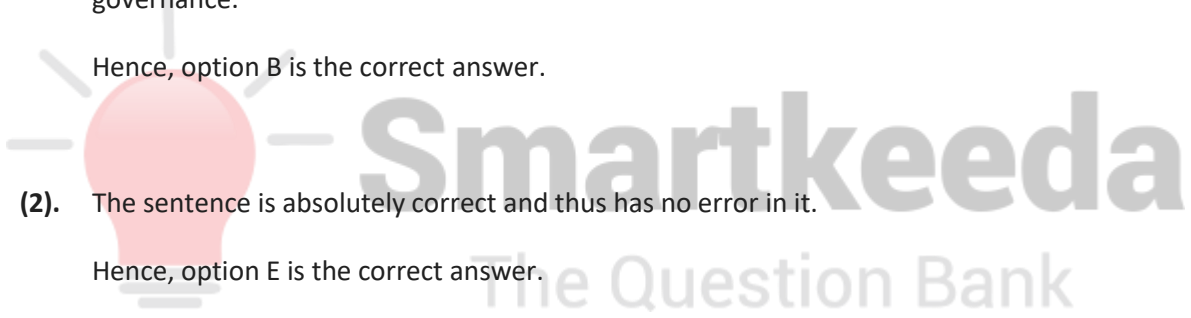 governance.
Hence, option B is the correct answer.
Smartkeeda
(2). The sentence is absolutely correct and thus has no error in it.
Hence, option E is the correct answer.
The Question Bank